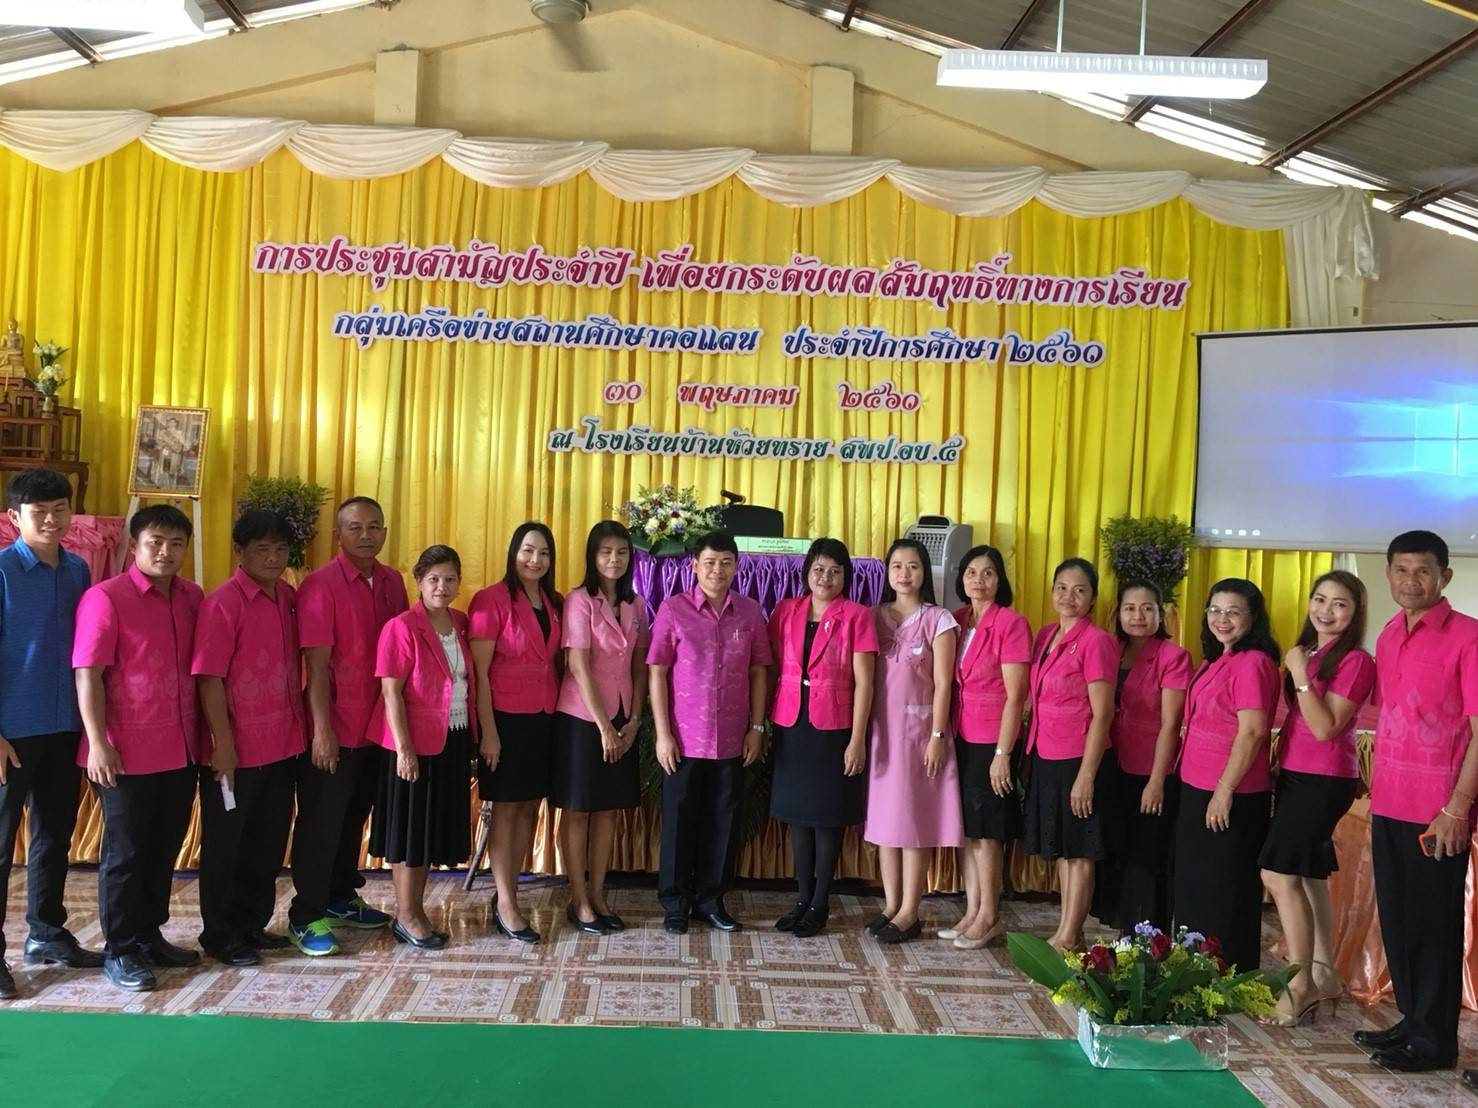 การประชุมสามัญประจำปี เพื่อยกระดับผลสัมฤทธิ์ทางการเรียน
กลุ่มเครือข่ายสถานศึกษาคอแลน ประจำปีการศึกษา ๒๕๖๐
๓๐ พฤษภาคม ๒๕๖๐
ณ โรงเรียนบ้านห้วยทราย สพป.อบ.๕